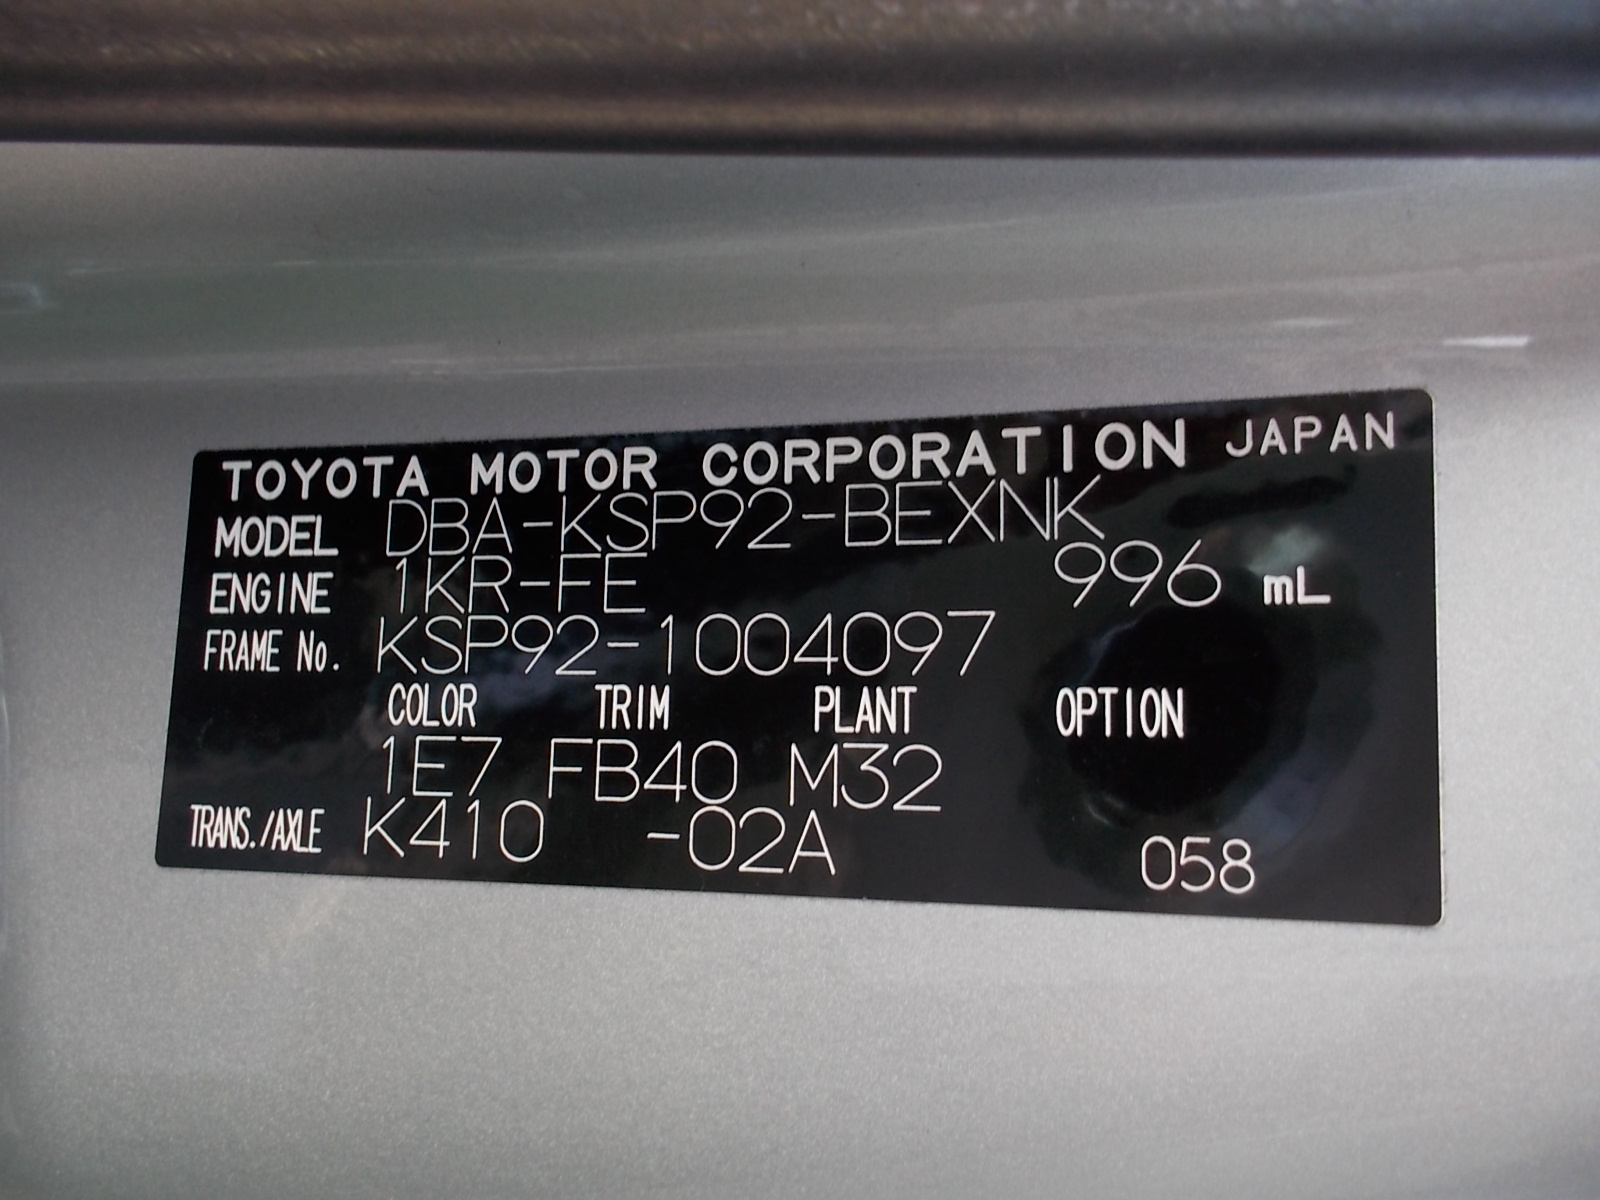 TOYOTA MOTOR CORPORATION JAPAN
MODEL DBA-KSP92-BEXNK
ENGINE 1KR-FE 996 mL
FRAME No. KSP92-1004097
COLOR TRIM PLANT OPTION
1E7 FB40 M32
TRANS./AXLE K410 -02A 058